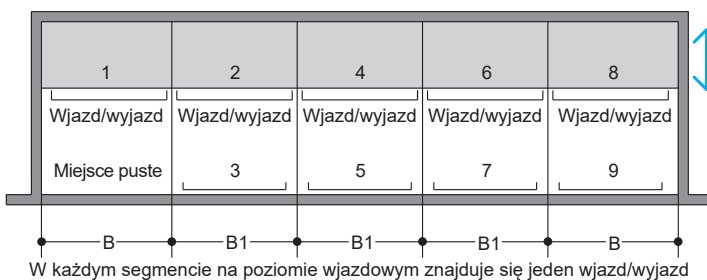 1 2 4 6 8
Wjazd/wyjazd Wjazd/wyjazd Wjazd/wyjazd Wjazd/wyjazd Wjazd/wyjazd
Miejsce puste 3 5 7 9
B B1 B1 B1 B
W każdym segmencie na poziomie wjazdowym znajduje się jeden wjazd/wyjazd